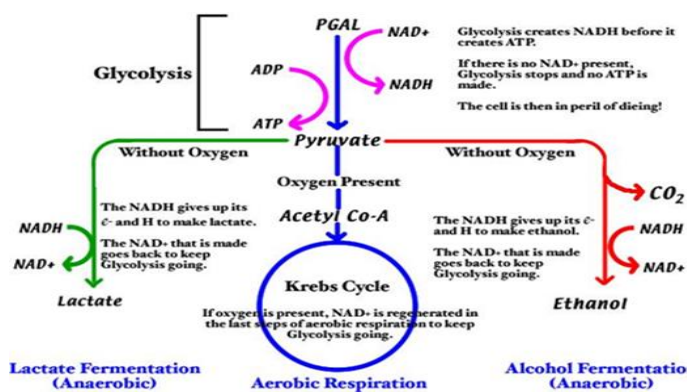 PGAL
NAD+
Glycolysis creates NADH before it
creates ATP.
If there is no NAD+ present,
Glycolysis stops and no ATP is
made.
The cell is then in peril of dieing!
Glycolysis
ADP
NADH
ATP
Pyruvate
Without Oxygen
Without Oxygen
Oxygen Present
CO2
Acetyl Co-A
The NADH gives up its
é- and H to make lactate.
The NAD+ that is made
goes back to keep
Glycolysis going.
NADH
NAD+
Lactate
The NADH gives up its é-
and H to make ethanol.
The NAD+ that is made
goes back to keep
Glycolysis going.
NADH
NAD+
Ethanol
Krebs Cycle
If oxygen is present, NAD+ is regenerated in
the last steps of aerobic respiration to keep
Glycolysis going.
Lactate Fermentation
(Anaerobic)
Aerobic Respiration
Alcohol Fermentatio
(Anaerobic)